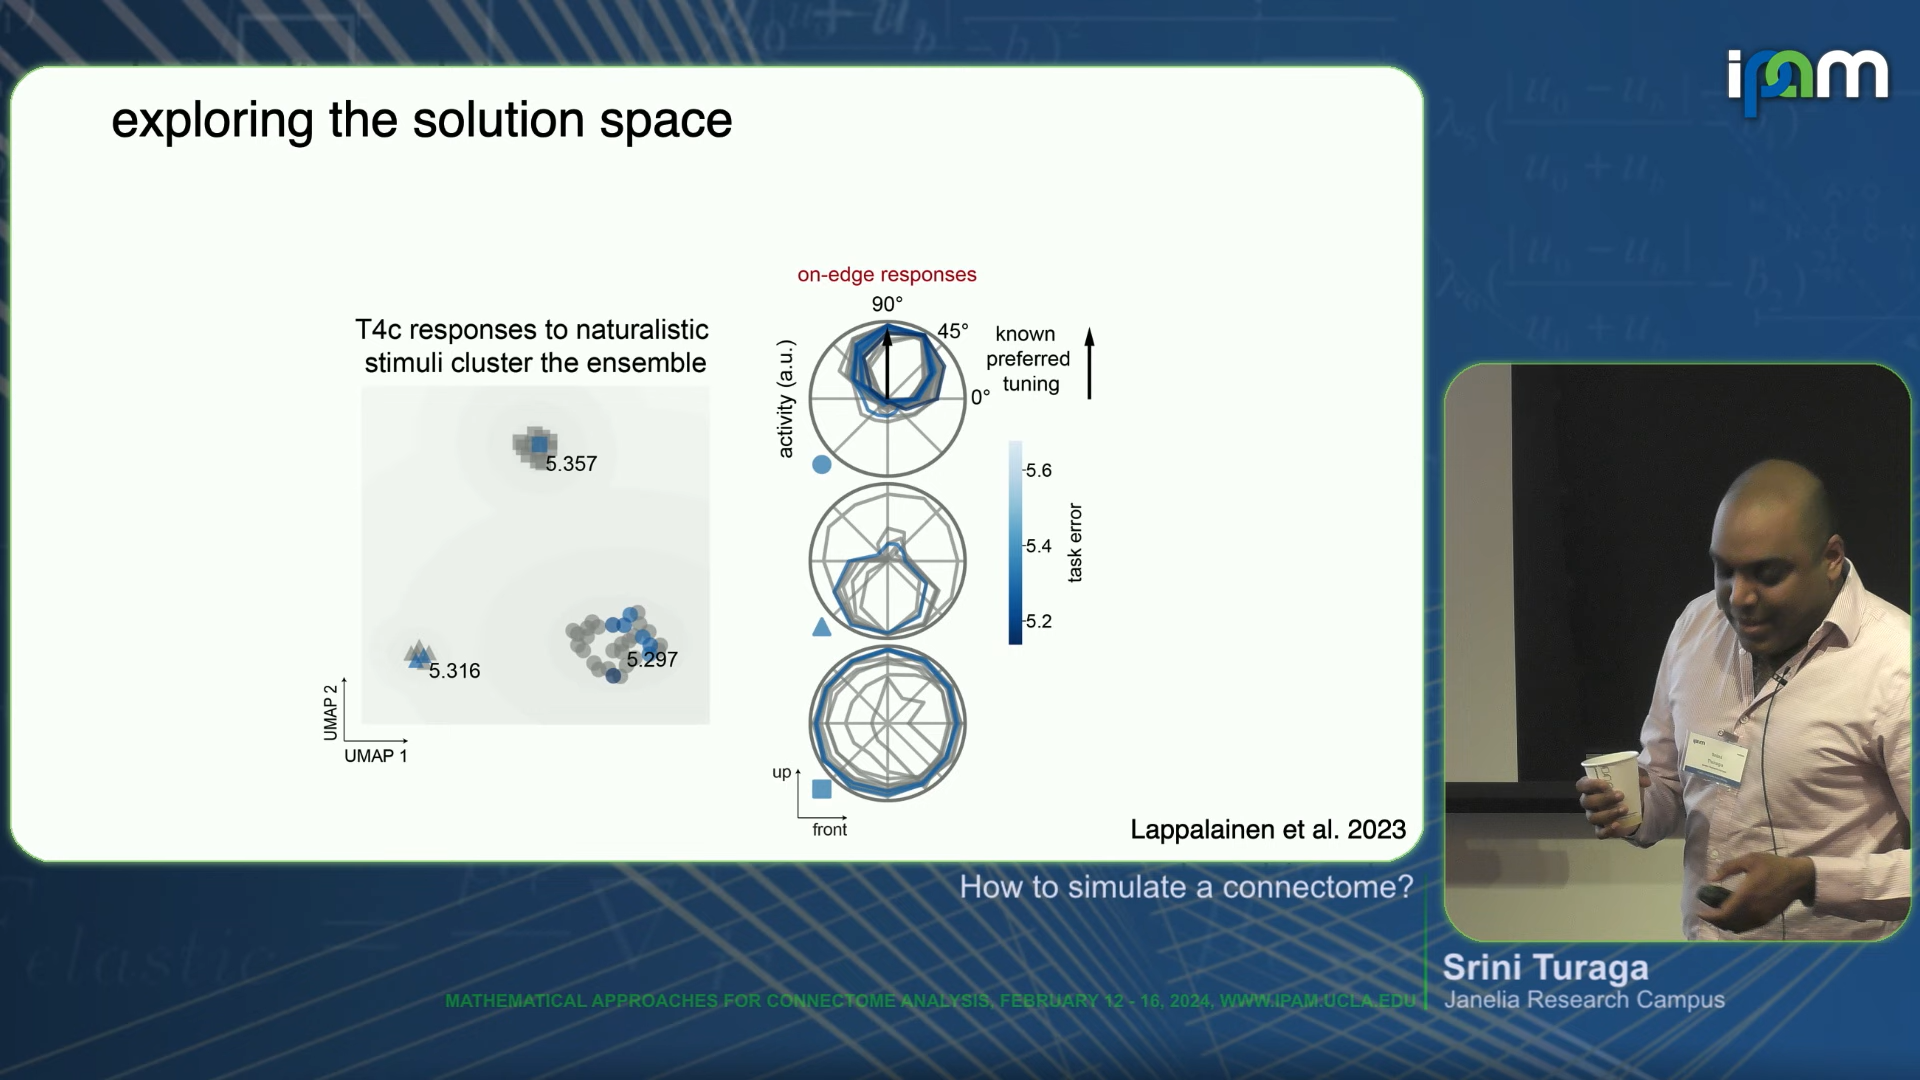 exploring the solution space
T4c responses to naturalistic
stimuli cluster the ensemble
5.357
5.316
5.297
UMAP 2
UMAP 1
on-edge responses
90°
45°
0°
activity (a.u.)
known
preferred
tuning
5.6
5.4
5.2
task error
up
front
Lappalainen et al. 2023
ipam
How to simulate a connectome?
Srini Turaga
Janelia Research Campus
MATHEMATICAL APPROACHES FOR CONNECTOME ANALYSIS, FEBRUARY 12 - 16, 2024, WWW.IPAM.UCLA.EDU
elastic